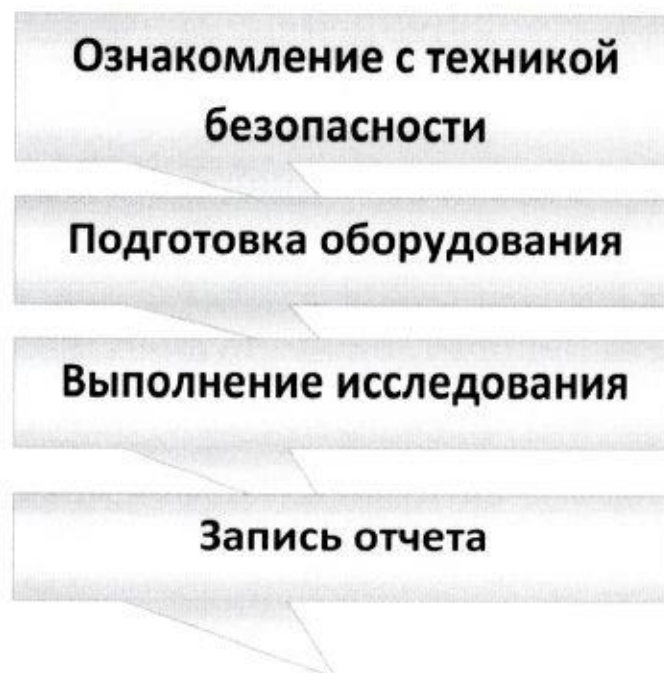 Ознакомление с техникой
безопасности
Подготовка оборудования
Выполнение исследования
Запись отчета